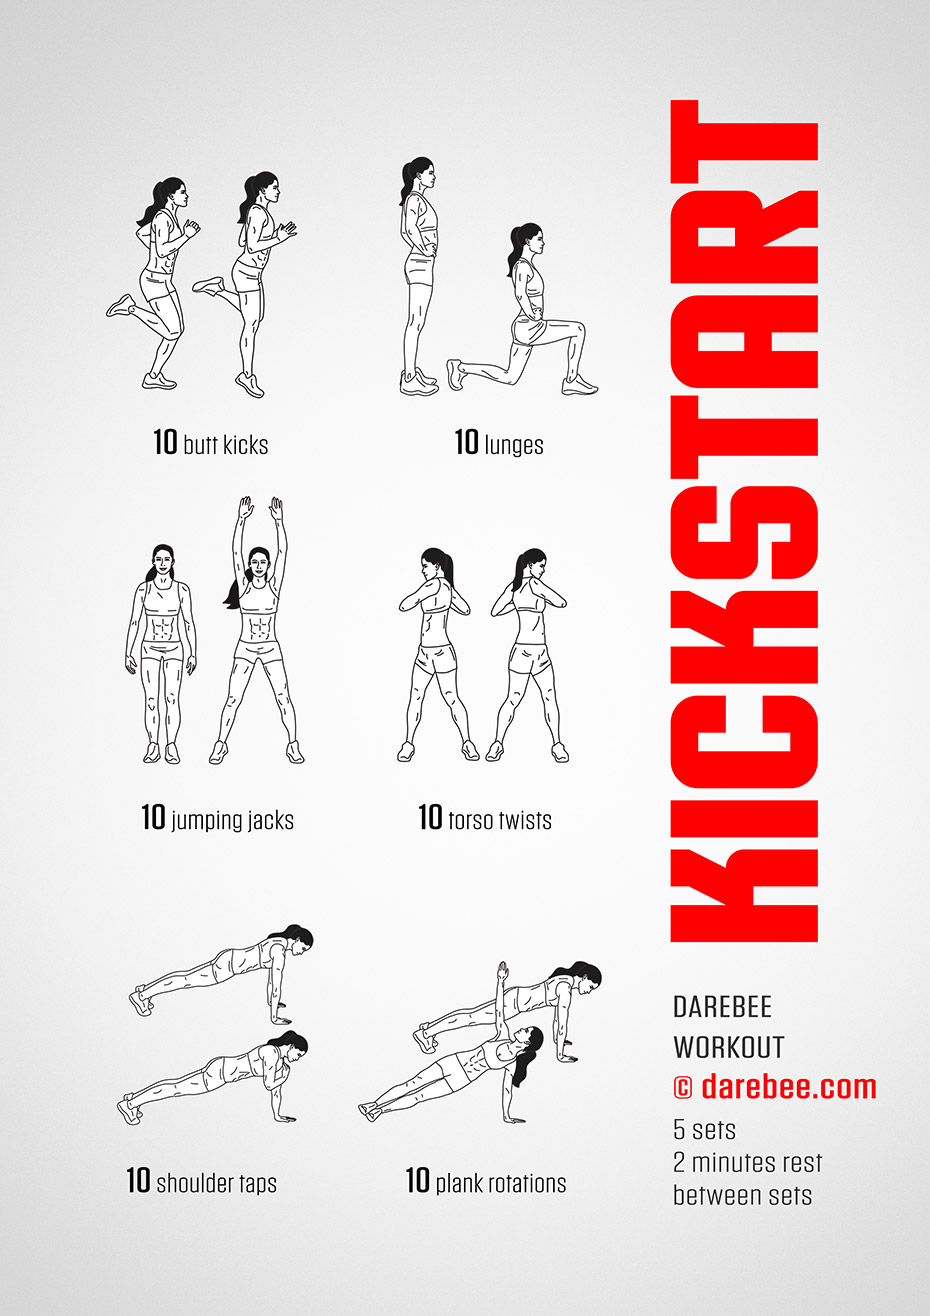 10 butt kicks
10 lunges
10 jumping jacks
10 torso twists
10 shoulder taps
10 plank rotations
KICKSTART
DAREBEE
WORKOUT
© darebee.com
5 sets
2 minutes rest
between sets